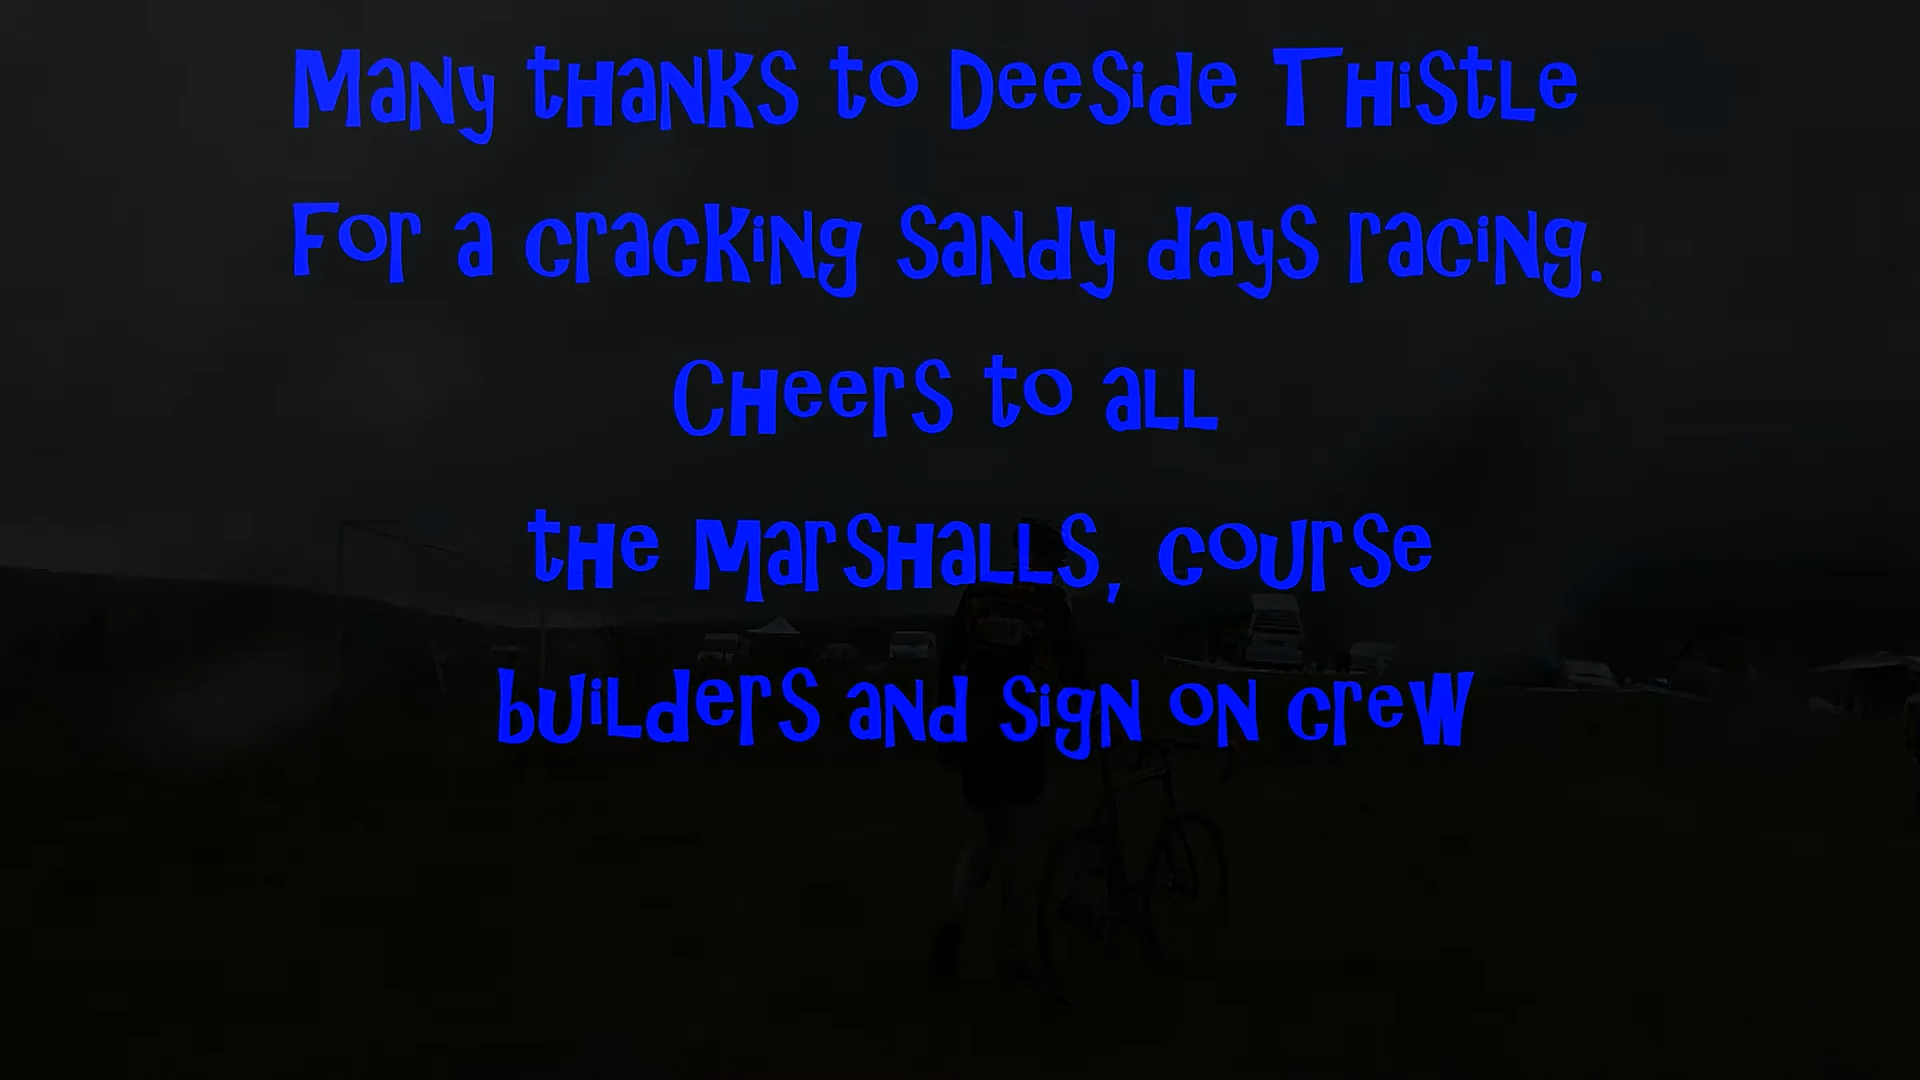 Many thanks to Deeside Thistle
For a cracking sandy days racing.
Cheers to all
the marshalls, course
builders and sign on crew